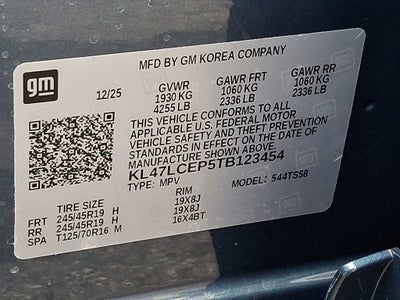 MFD BY GM KOREA COMPANY
gm
12/25 GVWR GAWR FRT GAWR RR
1930 KG 1060 KG 1060 KG
4255 LB 2336 LB 2336 LB
THIS VEHICLE CONFORMS TO ALL
APPLICABLE U.S. FEDERAL MOTOR
VEHICLE SAFETY AND THEFT PREVENTION
STANDARDS IN EFFECT ON THE DATE OF
MANUFACTURE SHOWN ABOVE.
KL47LCEP5TB123454
TYPE: MPV MODEL: 544TS58
TIRE SIZE RIM
FRT 245/45R19 H 19X8J
RR 245/45R19 H 19X8J
SPA T125/70R16 M 16X4BT